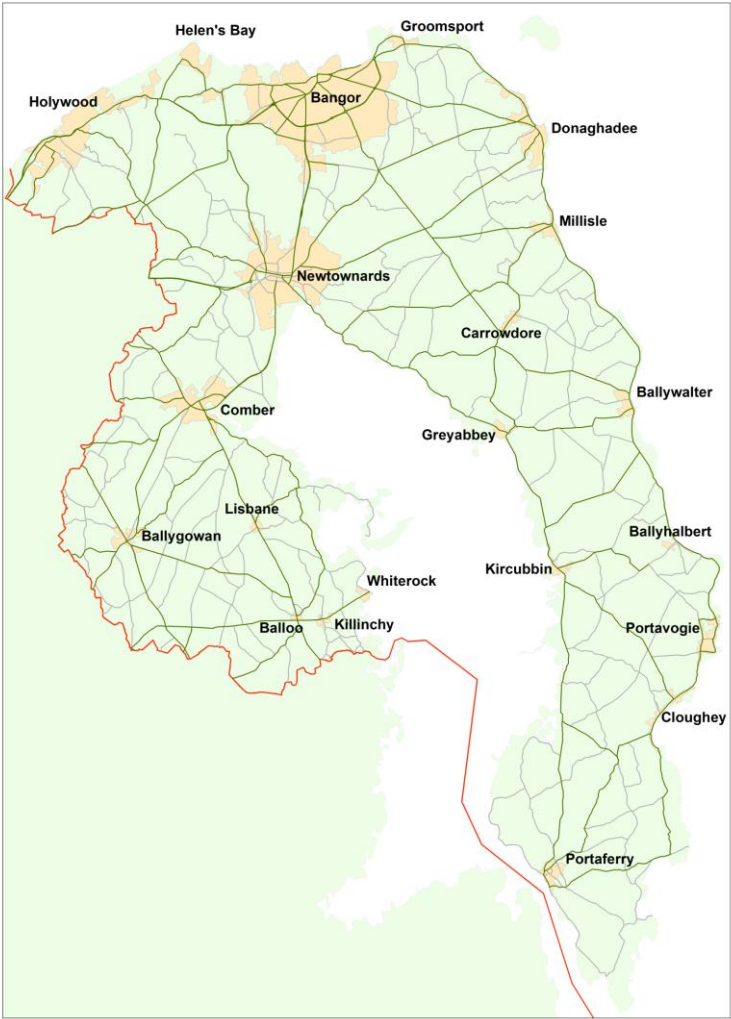 Groomsport
Helen's Bay
Bangor
Holywood
Donaghadee
Millisle
Newtownards
Carrowdore
Ballywalter
Comber
Greyabbey
Lisbane
Ballygowan
Ballyhalbert
Kircubbin
Whiterock
Killinchy
Balloo
Portavogie
Cloughey
Portaferry